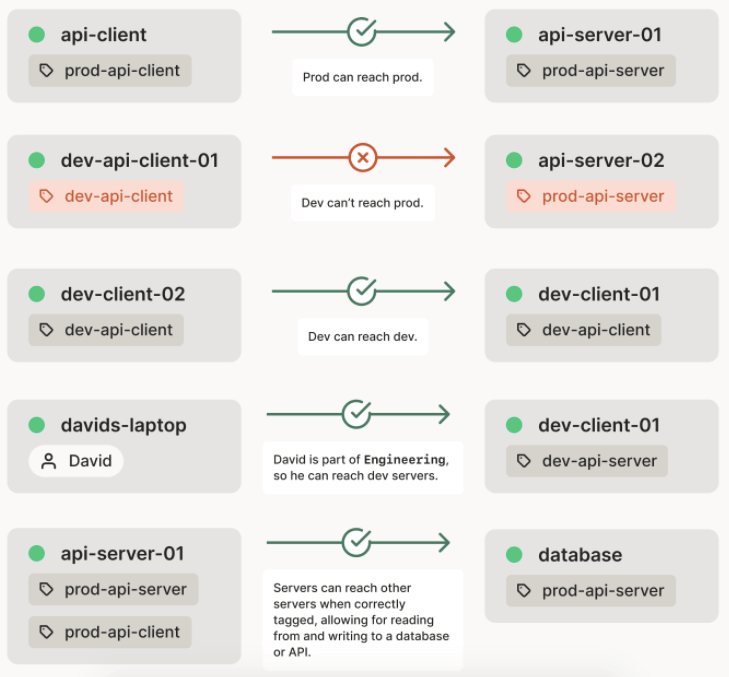 api-client
prod-api-client
Prod can reach prod.
api-server-01
prod-api-server
dev-api-client-01
dev-api-client
Dev can't reach prod.
api-server-02
prod-api-server
dev-client-02
dev-api-client
Dev can reach dev.
dev-client-01
dev-api-client
davids-laptop
David
David is part of Engineering,
so he can reach dev servers.
dev-client-01
dev-api-server
api-server-01
prod-api-server
prod-api-client
Servers can reach other
servers when correctly
tagged, allowing for reading
from and writing to a database
or API.
database
prod-api-server